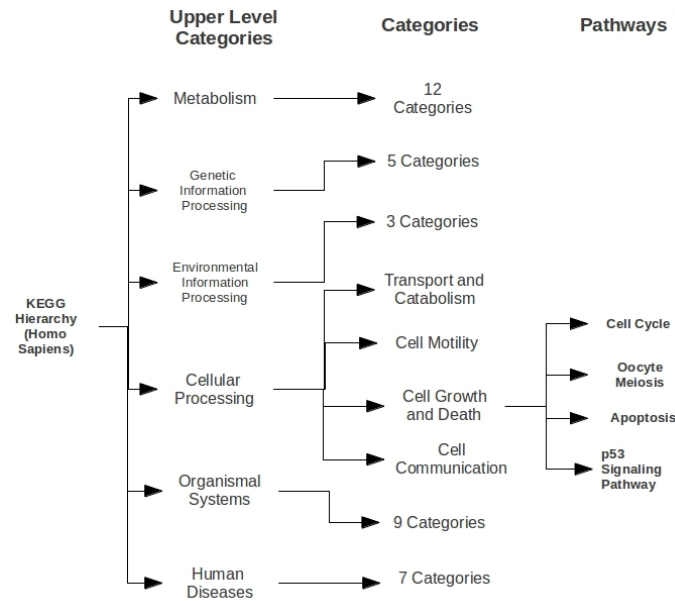 Upper Level
Categories
Categories
Pathways
Metabolism
12
Categories
Genetic
Information
Processing
5 Categories
Environmental
Information
Processing
3 Categories
KEGG
Hierarchy
(Homo
Sapiens)
Cellular
Processing
Transport and
Catabolism
Cell Motility
Cell Growth
and Death
Cell
Communication
Cell Cycle
Oocyte
Meiosis
Apoptosis
p53
Signaling
Pathway
Organismal
Systems
9 Categories
Human
Diseases
7 Categories